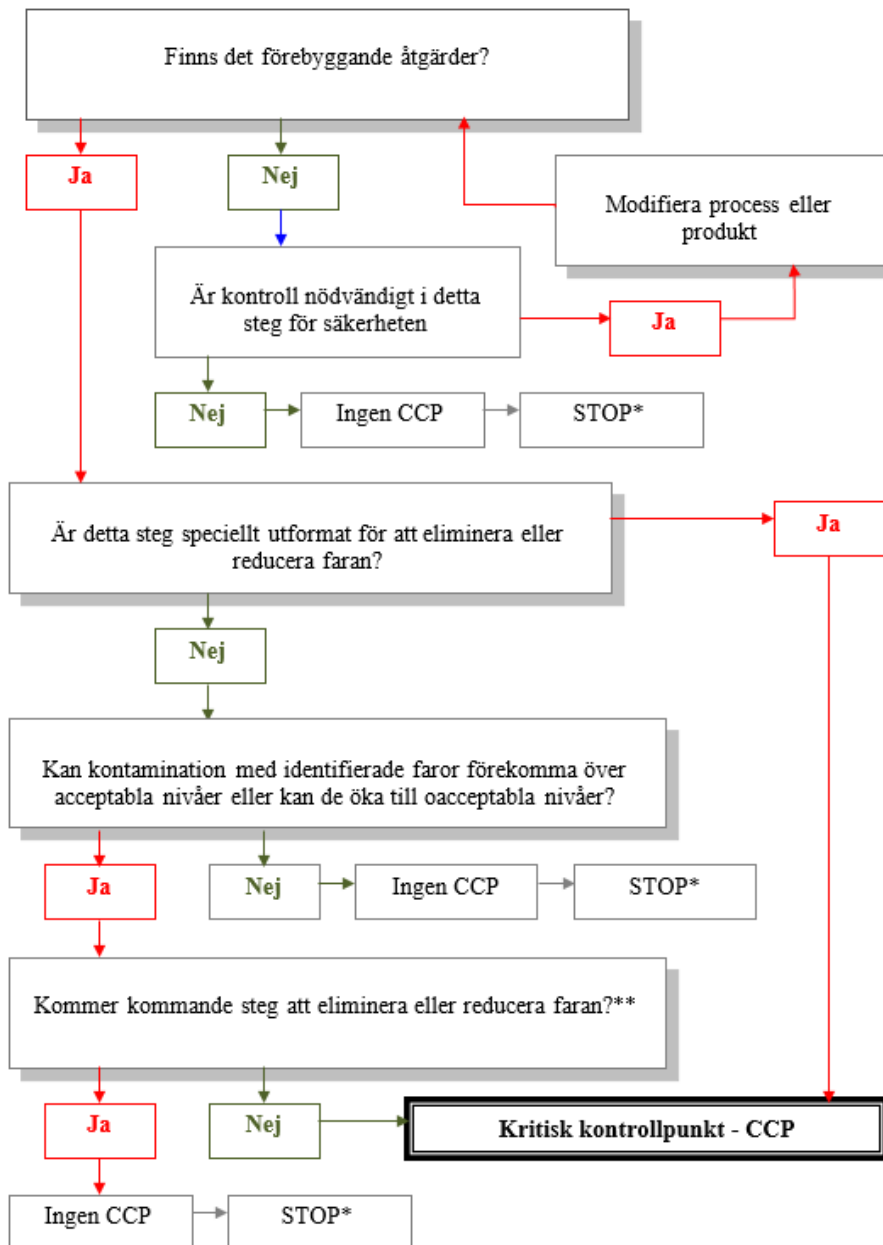 Finns det förebyggande åtgärder?
Ja
Nej
Modifiera process eller
produkt
Är kontroll nödvändigt i detta
steg för säkerheten
Ja
Nej
Ingen CCP
STOP*
Är detta steg speciellt utformat för att eliminera eller
reducera faran?
Ja
Nej
Kan kontamination med identifierade faror förekomma över
acceptabla nivåer eller kan de öka till oacceptabla nivåer?
Ja
Nej
Ingen CCP
STOP*
Kommer kommande steg att eliminera eller reducera faran?**
Ja
Nej
Kritisk kontrollpunkt - CCP
Ingen CCP
STOP*